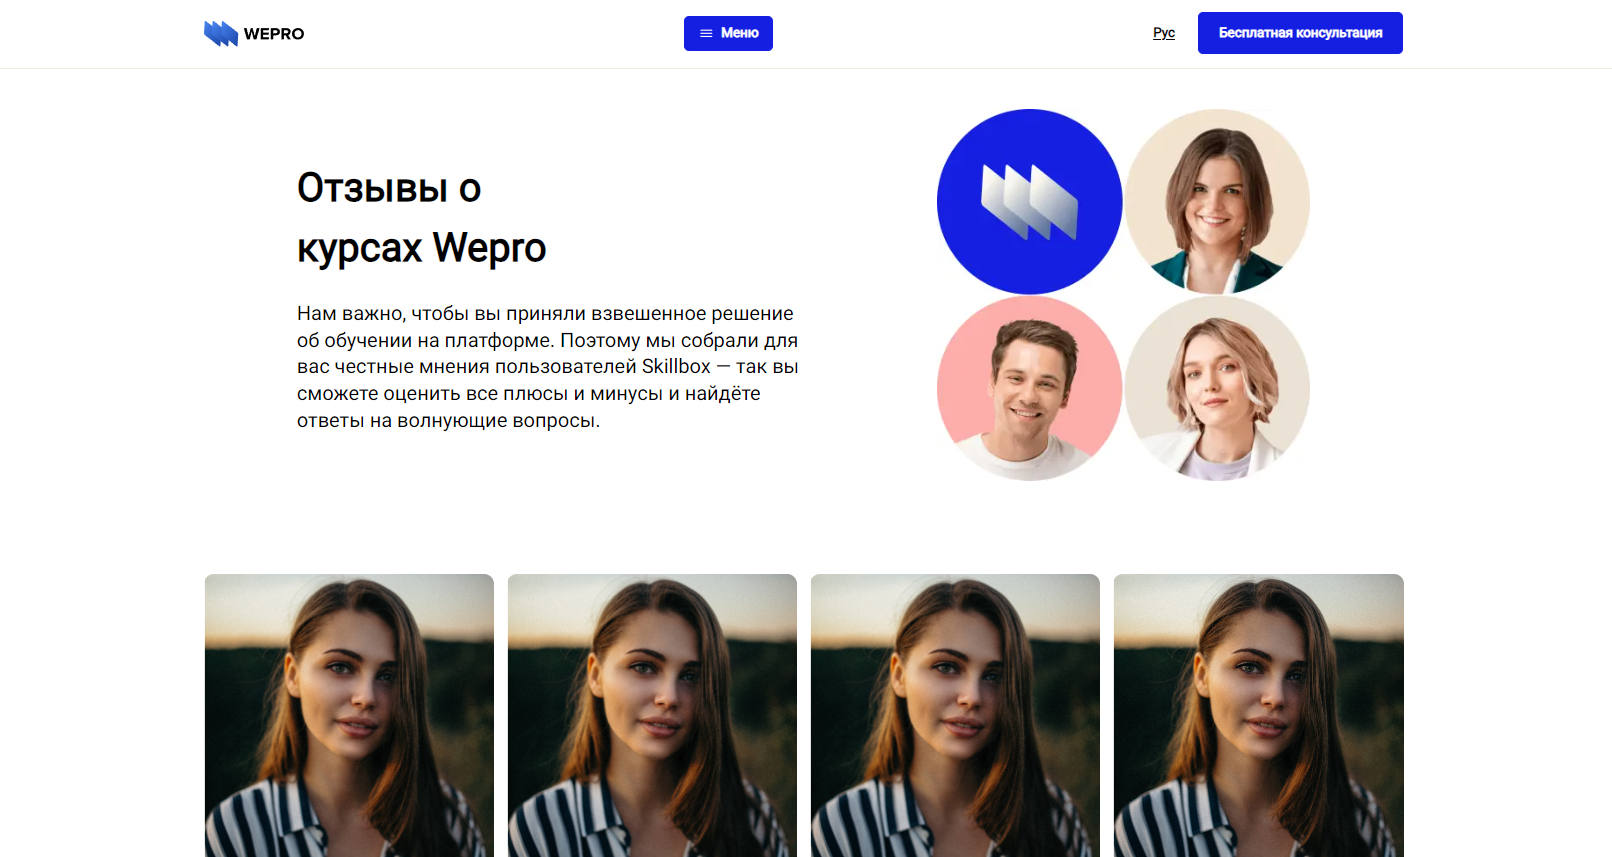 WEPRO
Меню
Рус
Бесплатная консультация
Отзывы о
курсах Wepro
Нам важно, чтобы вы приняли взвешенное решение
об обучении на платформе. Поэтому мы собрали для
вас честные мнения пользователей Skillbox — так вы
сможете оценить все плюсы и минусы и найдёте
ответы на волнующие вопросы.